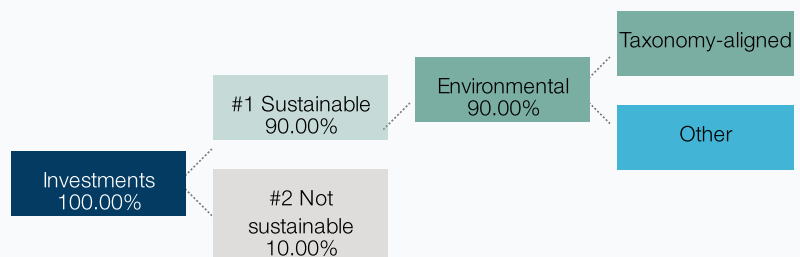 Taxonomy-aligned
Environmental
90.00%
#1 Sustainable
90.00%
Other
Investments
100.00%
#2 Not
sustainable
10.00%